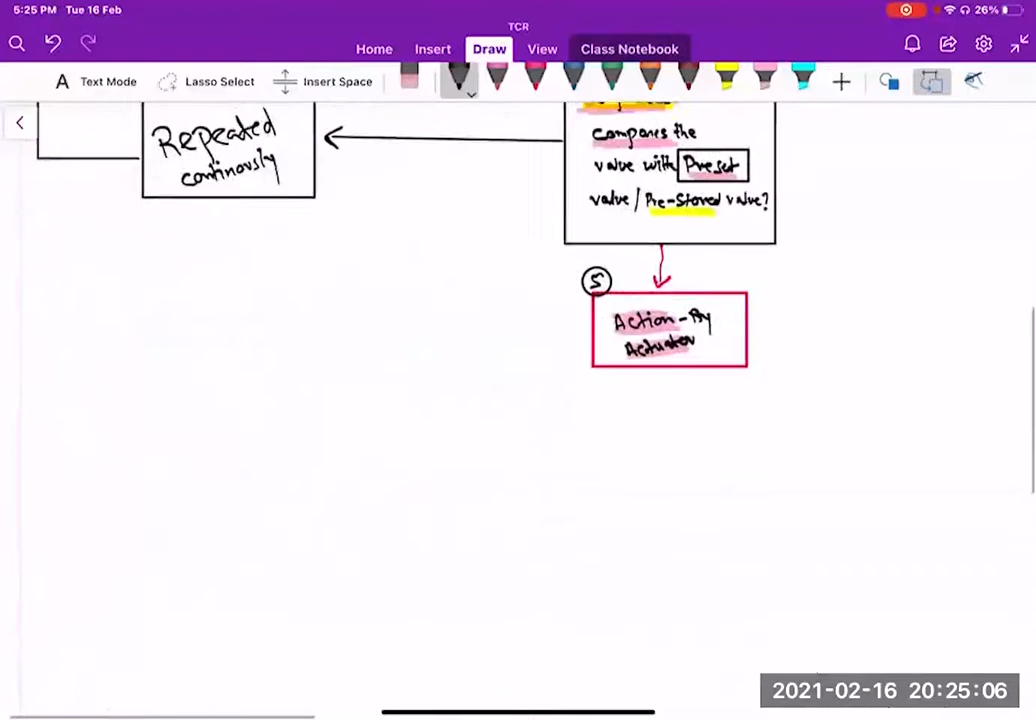 5:25 PM Tue 16 Feb
26%
TCR
Home Insert Draw View Class Notebook
A Text Mode Lasso Select Insert Space
Repeated
continously
compares the
value with Preset
value / Pre-Stored value?
5
Action-By
Actuator
2021-02-16 20:25:06